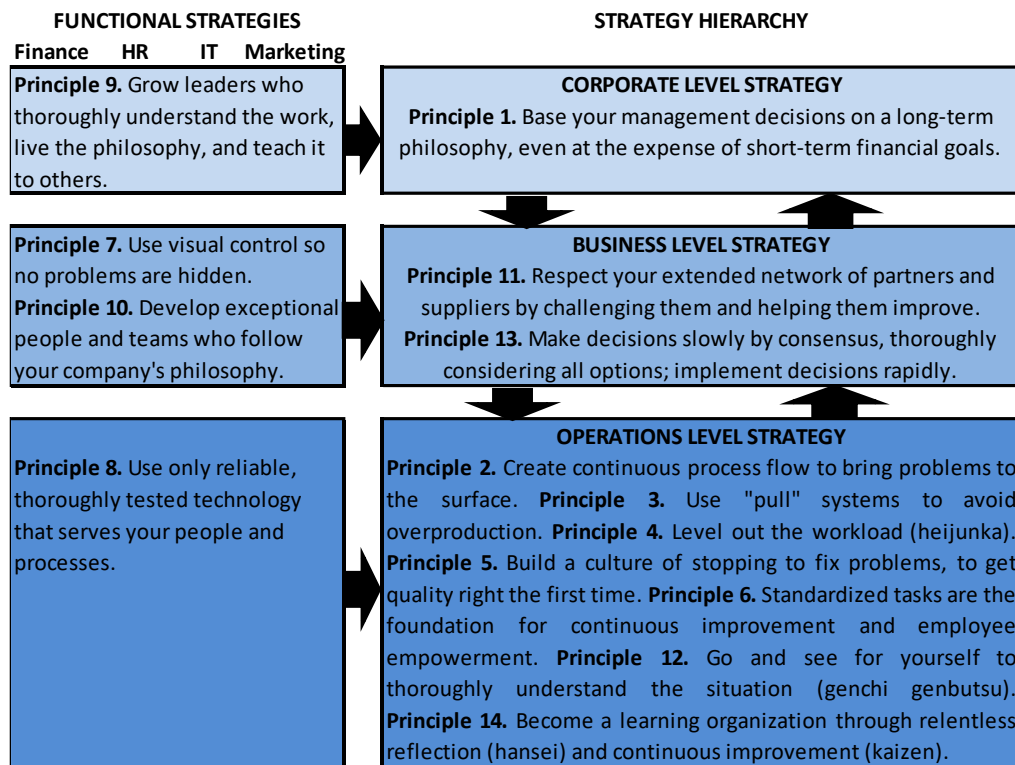 FUNCTIONAL STRATEGIES
Finance HR IT Marketing
Principle 9. Grow leaders who
thoroughly understand the work,
live the philosophy, and teach it
to others.
Principle 7. Use visual control so
no problems are hidden.
Principle 10. Develop exceptional
people and teams who follow
your company's philosophy.
Principle 8. Use only reliable,
thoroughly tested technology
that serves your people and
processes.
STRATEGY HIERARCHY
CORPORATE LEVEL STRATEGY
Principle 1. Base your management decisions on a long-term
philosophy, even at the expense of short-term financial goals.
BUSINESS LEVEL STRATEGY
Principle 11. Respect your extended network of partners and
suppliers by challenging them and helping them improve.
Principle 13. Make decisions slowly by consensus, thoroughly
considering all options; implement decisions rapidly.
OPERATIONS LEVEL STRATEGY
Principle 2. Create continuous process flow to bring problems to
the surface. Principle 3. Use "pull" systems to avoid
overproduction. Principle 4. Level out the workload (heijunka).
Principle 5. Build a culture of stopping to fix problems, to get
quality right the first time. Principle 6. Standardized tasks are the
foundation for continuous improvement and employee
empowerment. Principle 12. Go and see for yourself to
thoroughly understand the situation (genchi genbutsu).
Principle 14. Become a learning organization through relentless
reflection (hansei) and continuous improvement (kaizen).